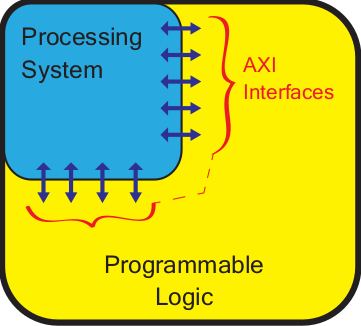 Processing
System
AXI
Interfaces
Programmable
Logic